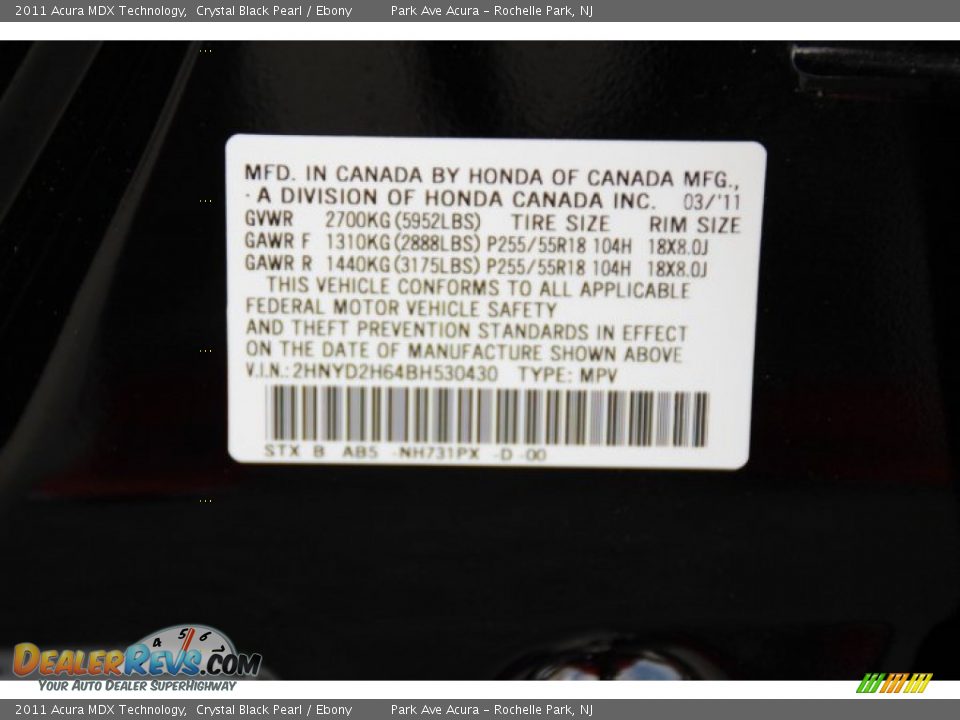 2011 Acura MDX Technology, Crystal Black Pearl / Ebony Park Ave Acura - Rochelle Park, NJ
MFD. IN CANADA BY HONDA OF CANADA MFG.,
A DIVISION OF HONDA CANADA INC. 03/'11
GVWR 2700KG(5952LBS) TIRE SIZE RIM SIZE
GAWR F 1310KG(2888LBS) P255/55R18 104H 18X8.0J
GAWR R 1440KG(3175LBS) P255/55R18 104H 18X8.0J
THIS VEHICLE CONFORMS TO ALL APPLICABLE
FEDERAL MOTOR VEHICLE SAFETY
AND THEFT PREVENTION STANDARDS IN EFFECT
ON THE DATE OF MANUFACTURE SHOWN ABOVE
V.I.N.:2HNYD2H64BH530430 TYPE: MPV
STX B AB5 -NH731PX -D -00
4 5 6 7
DEALERREVS.COM
YOUR AUTO DEALER SUPERHIGHWAY
2011 Acura MDX Technology, Crystal Black Pearl / Ebony Park Ave Acura - Rochelle Park, NJ